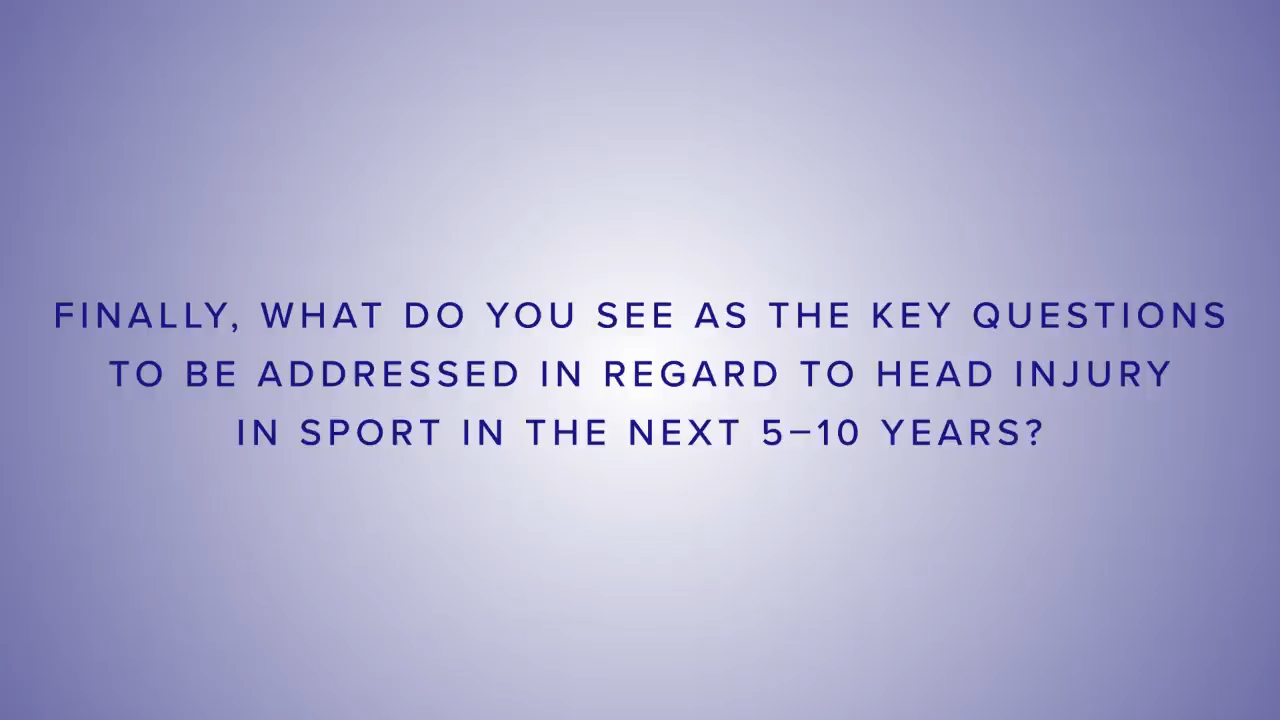 FINALLY, WHAT DO YOU SEE AS THE KEY QUESTIONS
TO BE ADDRESSED IN REGARD TO HEAD INJURY
IN SPORT IN THE NEXT 5–10 YEARS?